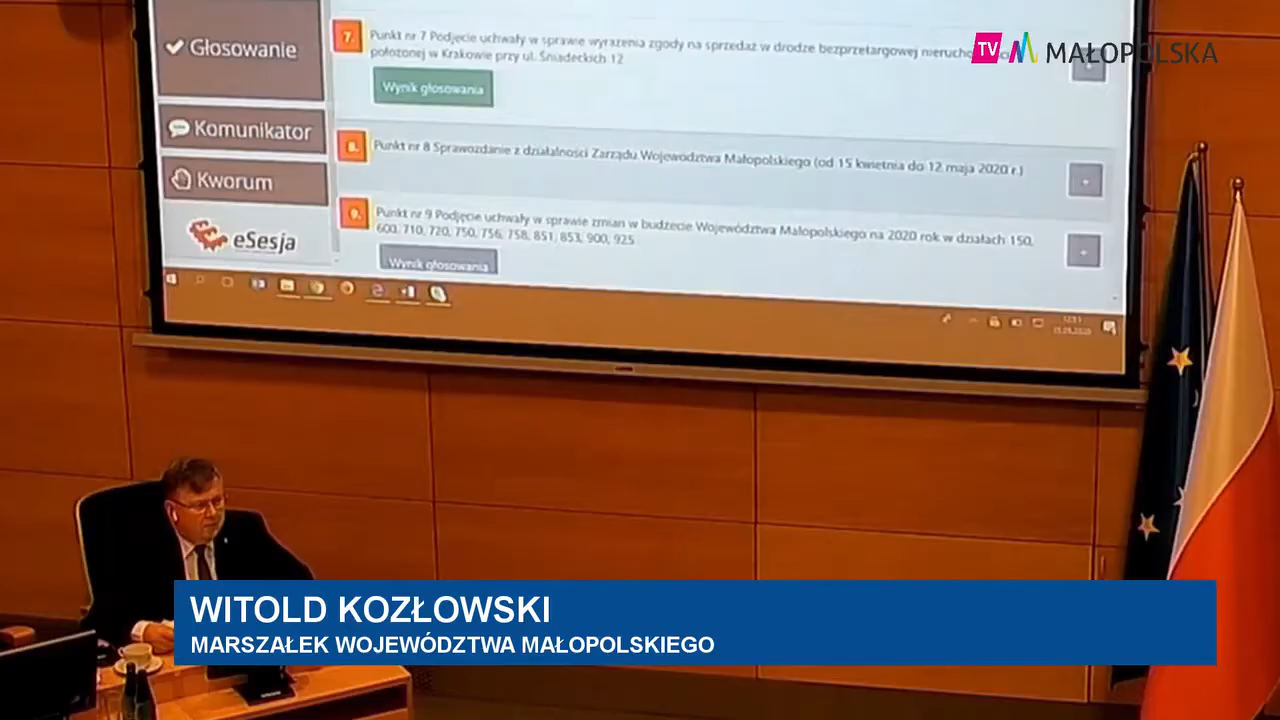 Głosowanie
Komunikator
Kworum
eSesja
7. Punkt nr 7 Podjęcie uchwały w sprawie wyrażenia zgody na sprzedaż w drodze bezprzetargowej
położonej w Krakowie przy ul. Śniadeckich 12
Wynik głosowania
8. Punkt nr 8 Sprawozdanie z działalności Zarządu Województwa Małopolskiego (od 15 kwietnia do 12 maja 2020 r.)
9. Punkt nr 9 Podjęcie uchwały w sprawie zmian w budżecie Województwa Małopolskiego na 2020 rok w działach 150,
600, 710, 720, 750, 756, 758, 851, 853, 900, 925
Wynik głosowania
TV MAŁOPOLSKA
WITOLD KOZŁOWSKI
MARSZAŁEK WOJEWÓDZTWA MAŁOPOLSKIEGO